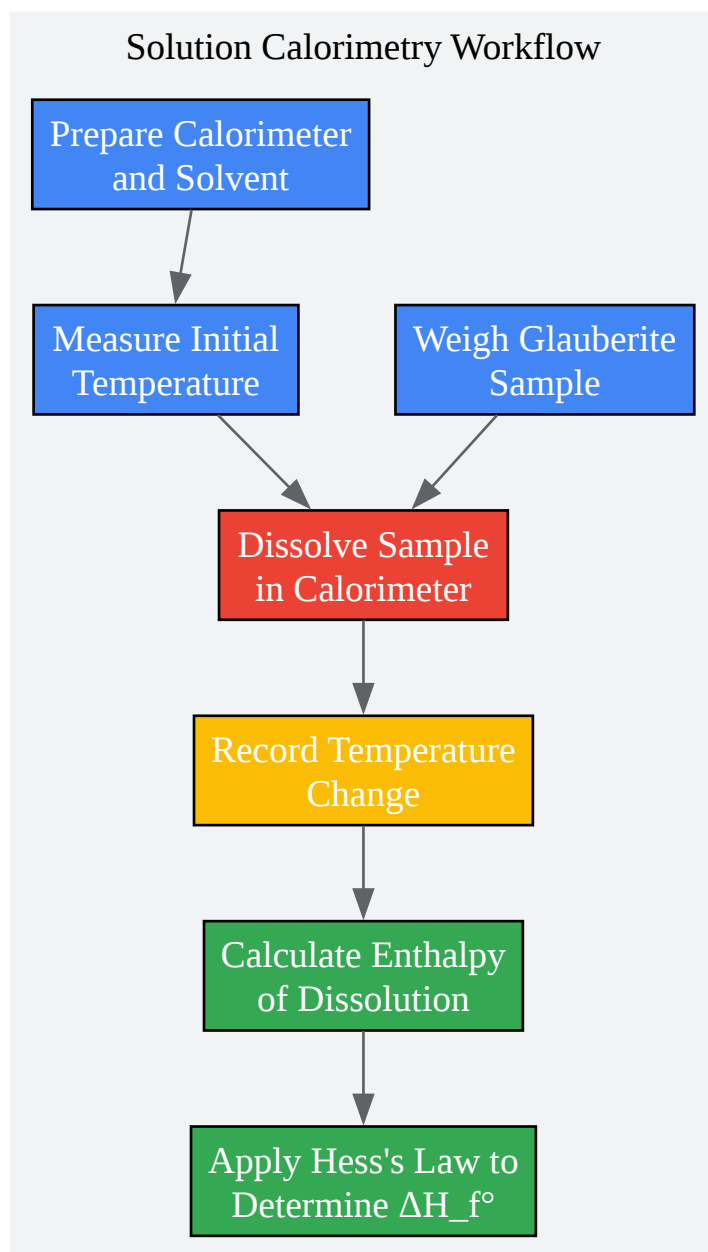 Solution Calorimetry Workflow
Prepare Calorimeter
and Solvent
Measure Initial
Temperature
Weigh Glauberite
Sample
Dissolve Sample
in Calorimeter
Record Temperature
Change
Calculate Enthalpy
of Dissolution
Apply Hess's Law to
Determine ΔH_f°